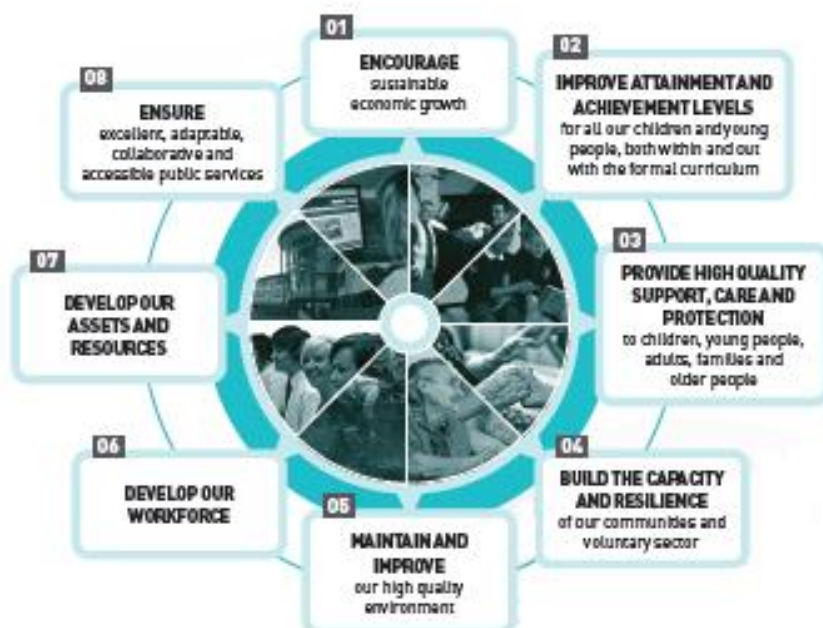 01
ENCOURAGE
sustainable
economic growth
02
IMPROVE ATTAINMENT AND
ACHIEVEMENT LEVELS
for all our children and young
people, both within and out
with the formal curriculum
03
PROVIDE HIGH QUALITY
SUPPORT, CARE AND
PROTECTION
to children, young people,
adults, families and
older people
04
BUILD THE CAPACITY
AND RESILIENCE
of our communities and
voluntary sector
05
MAINTAIN AND
IMPROVE
our high quality
environment
06
DEVELOP OUR
WORKFORCE
07
DEVELOP OUR
ASSETS AND
RESOURCES
08
ENSURE
excellent, adaptable,
collaborative and
accessible public services